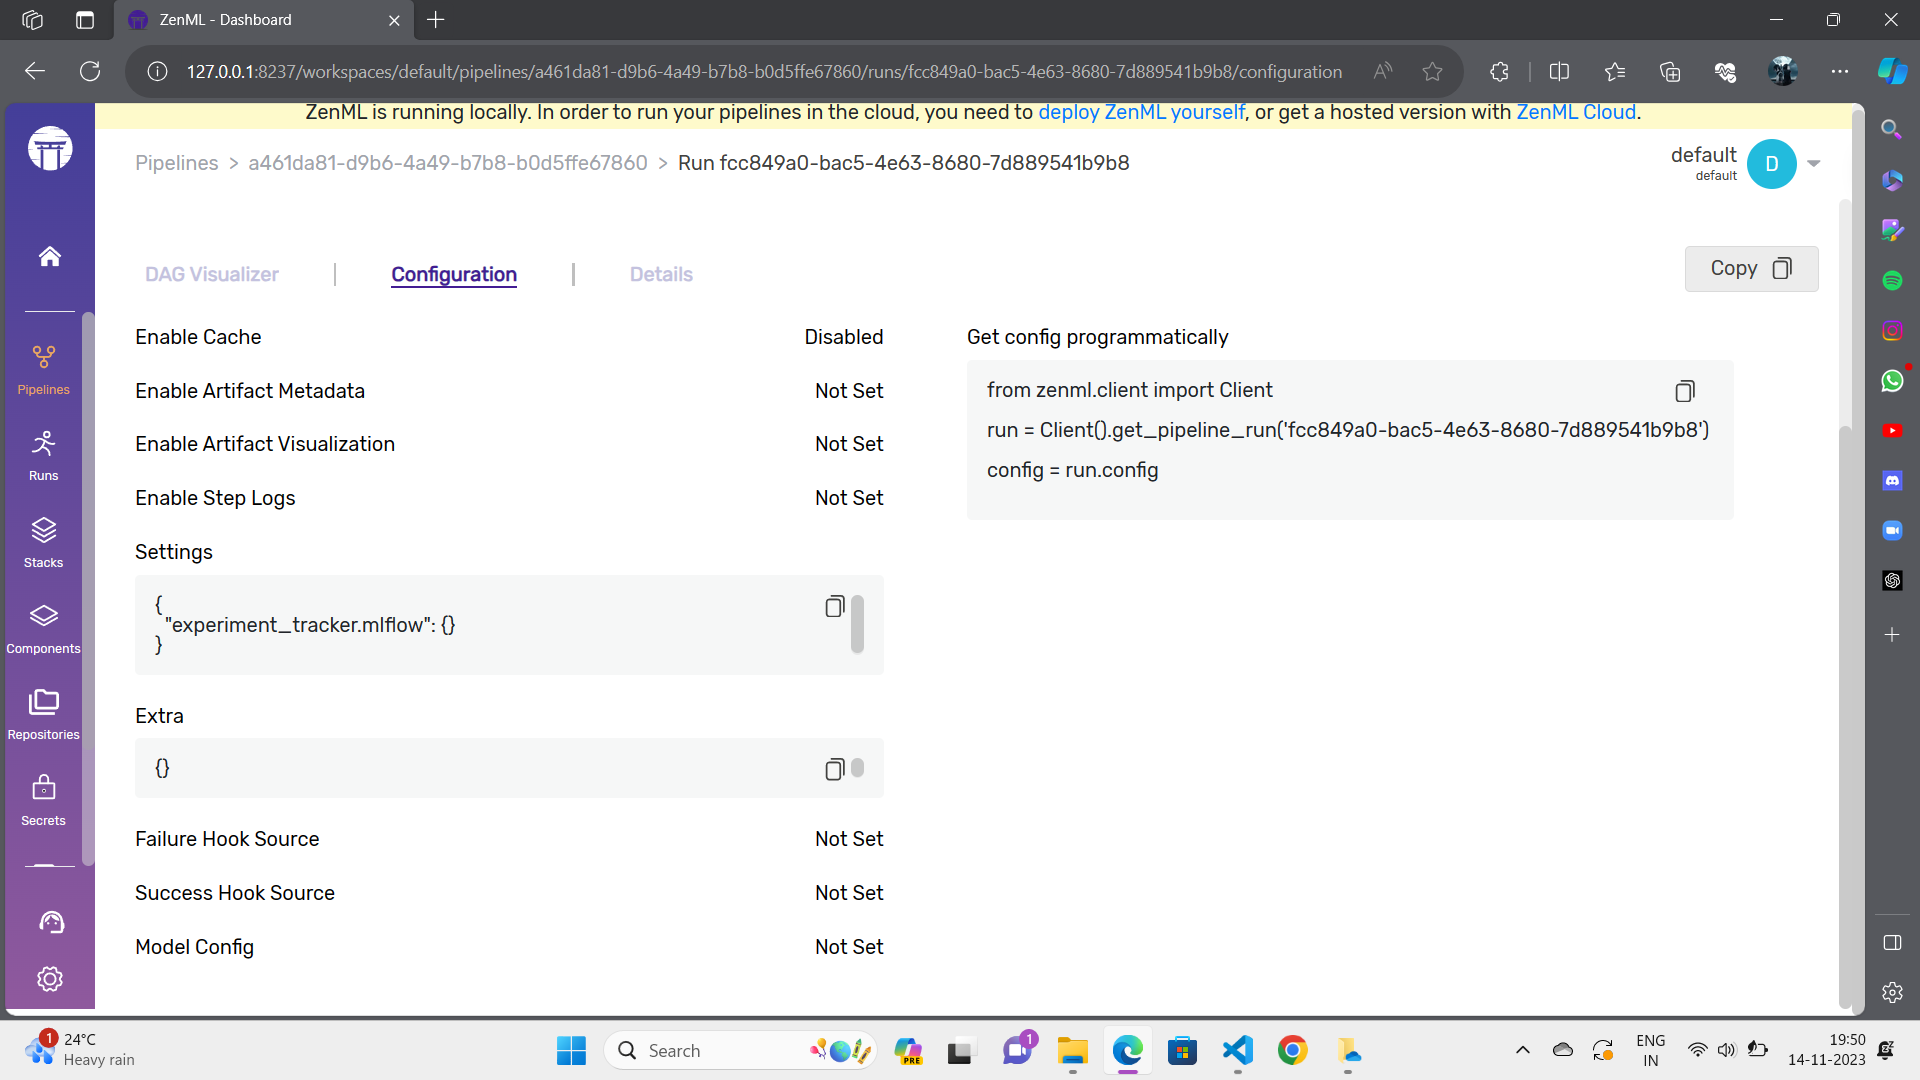 ZenML - Dashboard
127.0.0.1:8237/workspaces/default/pipelines/a461da81-d9b6-4a49-b7b8-b0d5ffe67860/runs/fcc849a0-bac5-4e63-8680-7d889541b9b8/configuration
ZenML is running locally. In order to run your pipelines in the cloud, you need to deploy ZenML yourself, or get a hosted version with ZenML Cloud.
Pipelines > a461da81-d9b6-4a49-b7b8-b0d5ffe67860 > Run fcc849a0-bac5-4e63-8680-7d889541b9b8
default
default
D
DAG Visualizer | Configuration | Details
Copy
Pipelines
Runs
Stacks
Components
Repositories
Secrets
Enable Cache Disabled
Enable Artifact Metadata Not Set
Enable Artifact Visualization Not Set
Enable Step Logs Not Set
Settings
{
"experiment_tracker.mlflow": {}
}
Extra
{}
Failure Hook Source Not Set
Success Hook Source Not Set
Model Config Not Set
Get config programmatically
from zenml.client import Client
run = Client().get_pipeline_run('fcc849a0-bac5-4e63-8680-7d889541b9b8')
config = run.config
1
24°C
Heavy rain
Search
PRE
1
ENG
IN
19:50
14-11-2023